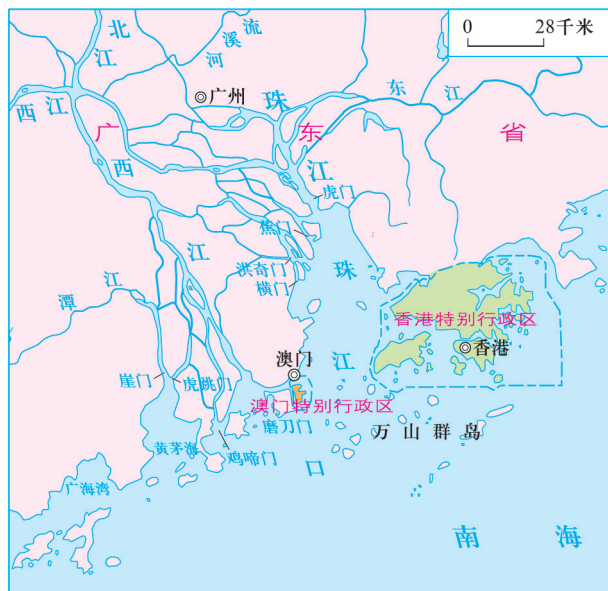 0 28千米
北江
流溪河
西江
广州
珠江
东江
广东省
西江
虎门
蕉门
洪奇门
横门
潭江
珠江口
香港特别行政区
香港
澳门
澳门特别行政区
崖门
虎跳门
磨刀门
万山群岛
黄茅海
鸡啼门
广海湾
南海